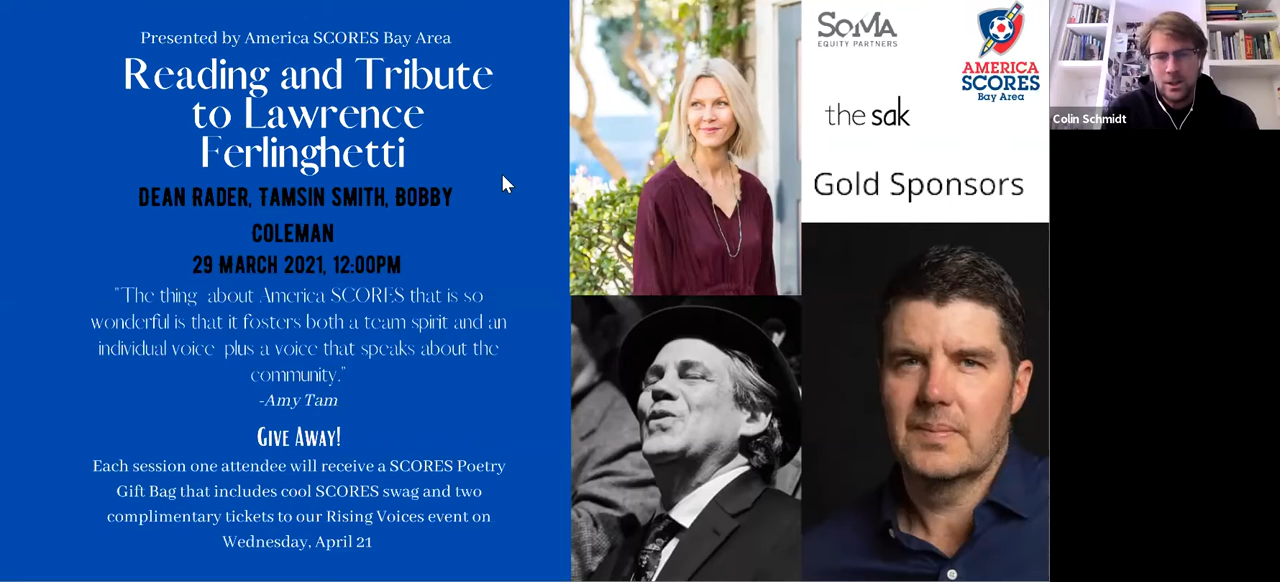 Presented by America SCORES Bay Area
Reading and Tribute
to Lawrence
Ferlinghetti
DEAN RADER, TAMSIN SMITH, BOBBY
COLEMAN
29 MARCH 2021, 12:00PM
"The thing about America SCORES that is so
wonderful is that it fosters both a team spirit and an
individual voice plus a voice that speaks about the
community."
-Amy Tam
GIVE AWAY!
Each session one attendee will receive a SCORES Poetry
Gift Bag that includes cool SCORES swag and two
complimentary tickets to our Rising Voices event on
Wednesday, April 21
SOMA
EQUITY PARTNERS
AMERICA
SCORES
Bay Area
the sak
Gold Sponsors
Colin Schmidt